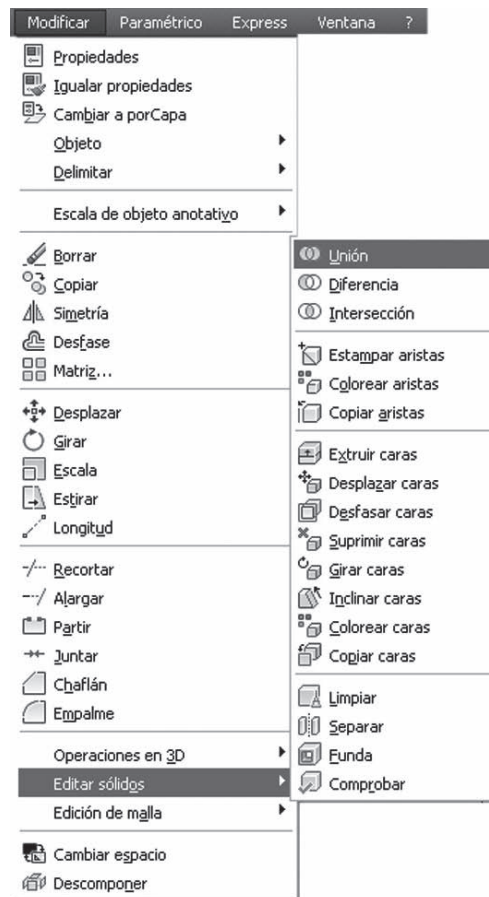 Modificar Paramétrico Express Ventana ?
Propiedades
Igualar propiedades
Cambiar a porCapa
Objeto
Delimitar
Escala de objeto anotativo
Borrar
Copiar
Simetría
Desfase
Matriz...
Desplazar
Girar
Escala
Estirar
Longitud
Recortar
Alargar
Partir
Juntar
Chaflán
Empalme
Operaciones en 3D
Editar sólidos
Edición de malla
Cambiar espacio
Descomponer
Unión
Diferencia
Intersección
Estampar aristas
Colorear aristas
Copiar aristas
Extruir caras
Desplazar caras
Desfasar caras
Suprimir caras
Girar caras
Inclinar caras
Colorear caras
Copiar caras
Limpiar
Separar
Funda
Comprobar